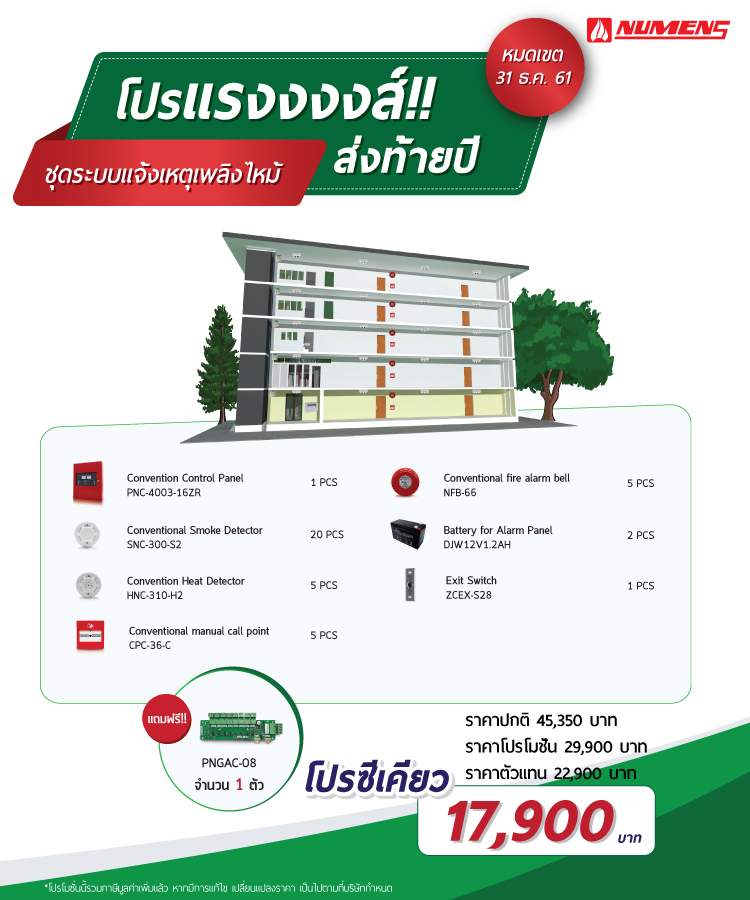 NUMENS
หมดเขต
31 ธ.ค. 61
โปรแรงงงงส์!!
ส่งท้ายปี
ชุดระบบแจ้งเหตุเพลิงไหม้
Convention Control Panel
PNC-4003-16ZR
1 PCS
Conventional Smoke Detector
SNC-300-S2
20 PCS
Convention Heat Detector
HNC-310-H2
5 PCS
Conventional manual call point
CPC-36-C
5 PCS
Conventional fire alarm bell
NFB-66
5 PCS
Battery for Alarm Panel
DJW12V1.2AH
2 PCS
Exit Switch
ZCEX-S28
1 PCS
แถมฟรี!!
PNGAC-08
จำนวน 1 ตัว
ราคาปกติ 45,350 บาท
ราคาโปรโมชั่น 29,900 บาท
ราคาตัวแทน 22,900 บาท
โปรซีเคียว
17,900 บาท
*โปรโมชั่นนี้รวมภาษีมูลค่าเพิ่มแล้ว หากมีการแก้ไข เปลี่ยนแปลงราคา เป็นไปตามที่บริษัทกำหนด